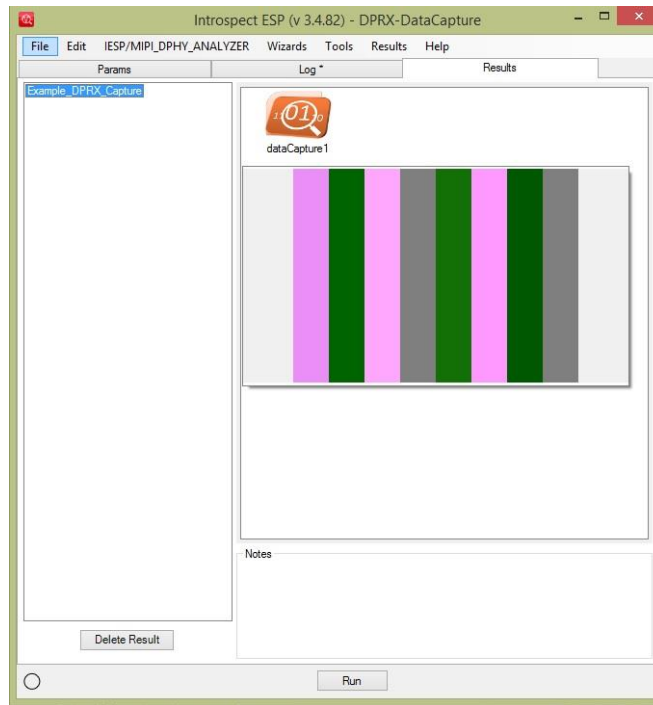 Introspect ESP (v 3.4.82) - DPRX-DataCapture
File Edit IESP/MIPI_DPHY_ANALYZER Wizards Tools Results Help
Params Log * Results
Example_DPRX_Capture
dataCapture1
Notes
Delete Result
Run